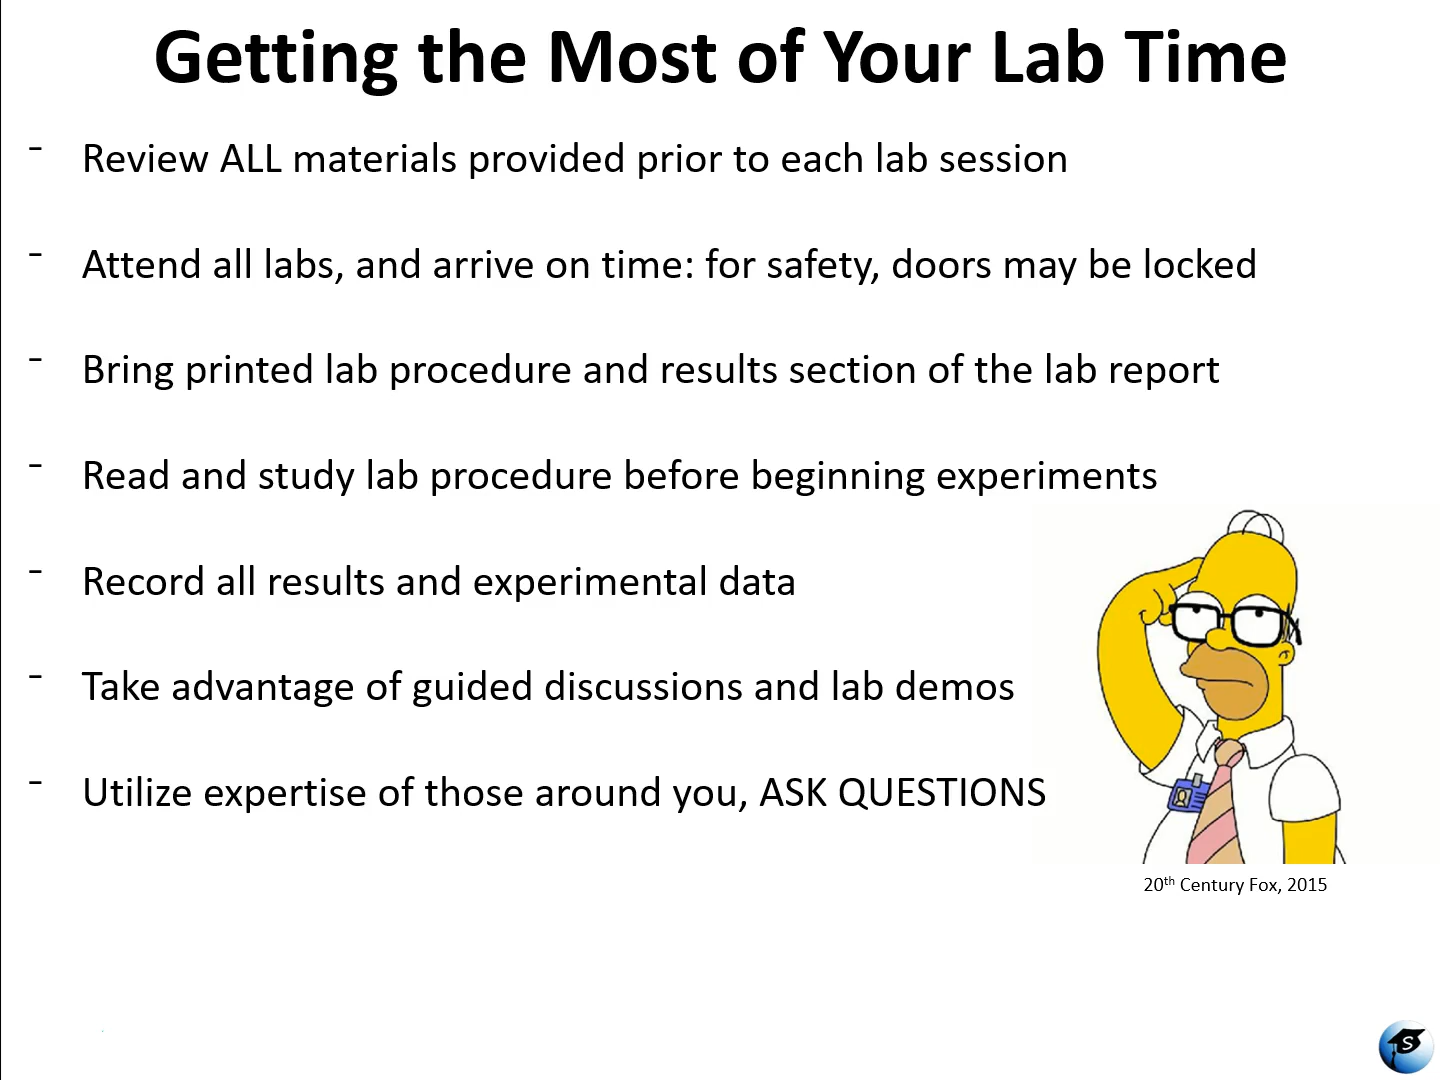 Getting the Most of Your Lab Time
- Review ALL materials provided prior to each lab session
- Attend all labs, and arrive on time: for safety, doors may be locked
- Bring printed lab procedure and results section of the lab report
- Read and study lab procedure before beginning experiments
- Record all results and experimental data
- Take advantage of guided discussions and lab demos
- Utilize expertise of those around you, ASK QUESTIONS
20th Century Fox, 2015
S